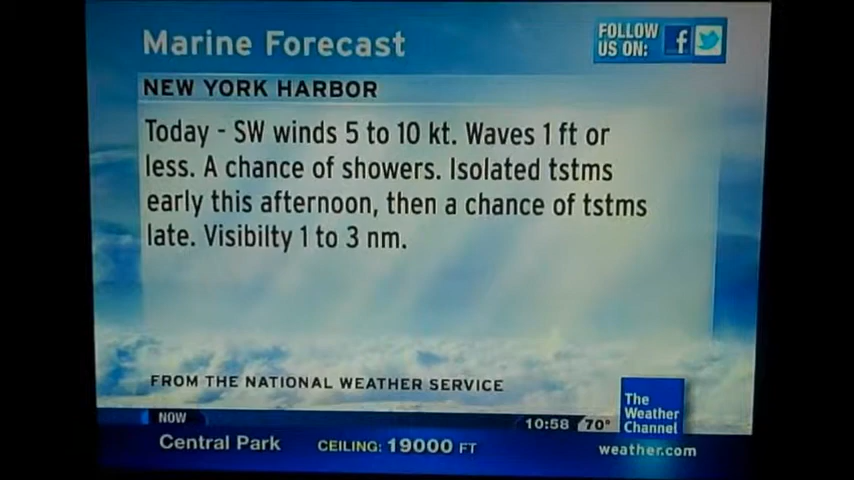 Marine Forecast
FOLLOW
US ON:
NEW YORK HARBOR
Today - SW winds 5 to 10 kt. Waves 1 ft or
less. A chance of showers. Isolated tstms
early this afternoon, then a chance of tstms
late. Visibilty 1 to 3 nm.
FROM THE NATIONAL WEATHER SERVICE
The
Weather
Channel
NOW
10:58 70°
Central Park CEILING: 19000 FT
weather.com